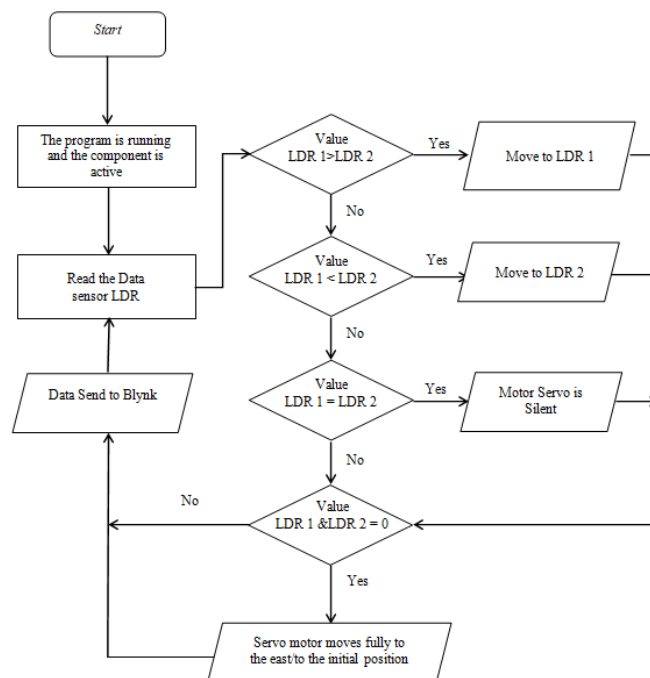 Start
The program is running
and the component is
active
Read the Data
sensor LDR
Data Send to Blynk
Value
LDR 1>LDR 2
Yes
Move to LDR 1
No
Value
LDR 1 < LDR 2
Yes
Move to LDR 2
No
Value
LDR 1 = LDR 2
Yes
Motor Servo is
Silent
No
Value
LDR 1 &LDR 2 = 0
No
Yes
Servo motor moves fully to
the east/to the initial position